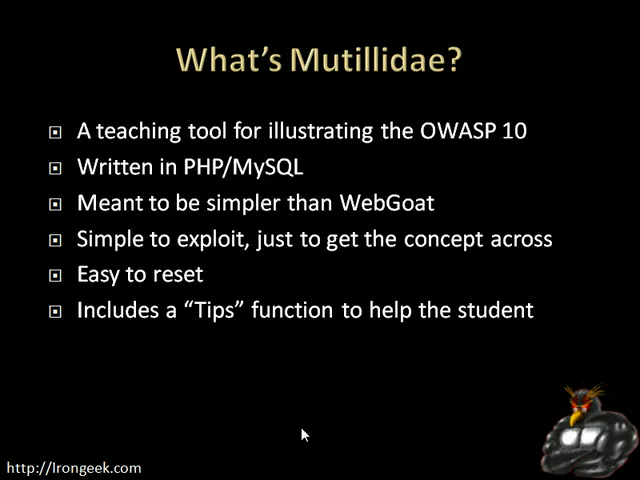 What's Mutillidae?
A teaching tool for illustrating the OWASP 10
Written in PHP/MySQL
Meant to be simpler than WebGoat
Simple to exploit, just to get the concept across
Easy to reset
Includes a “Tips” function to help the student
http://Irongeek.com